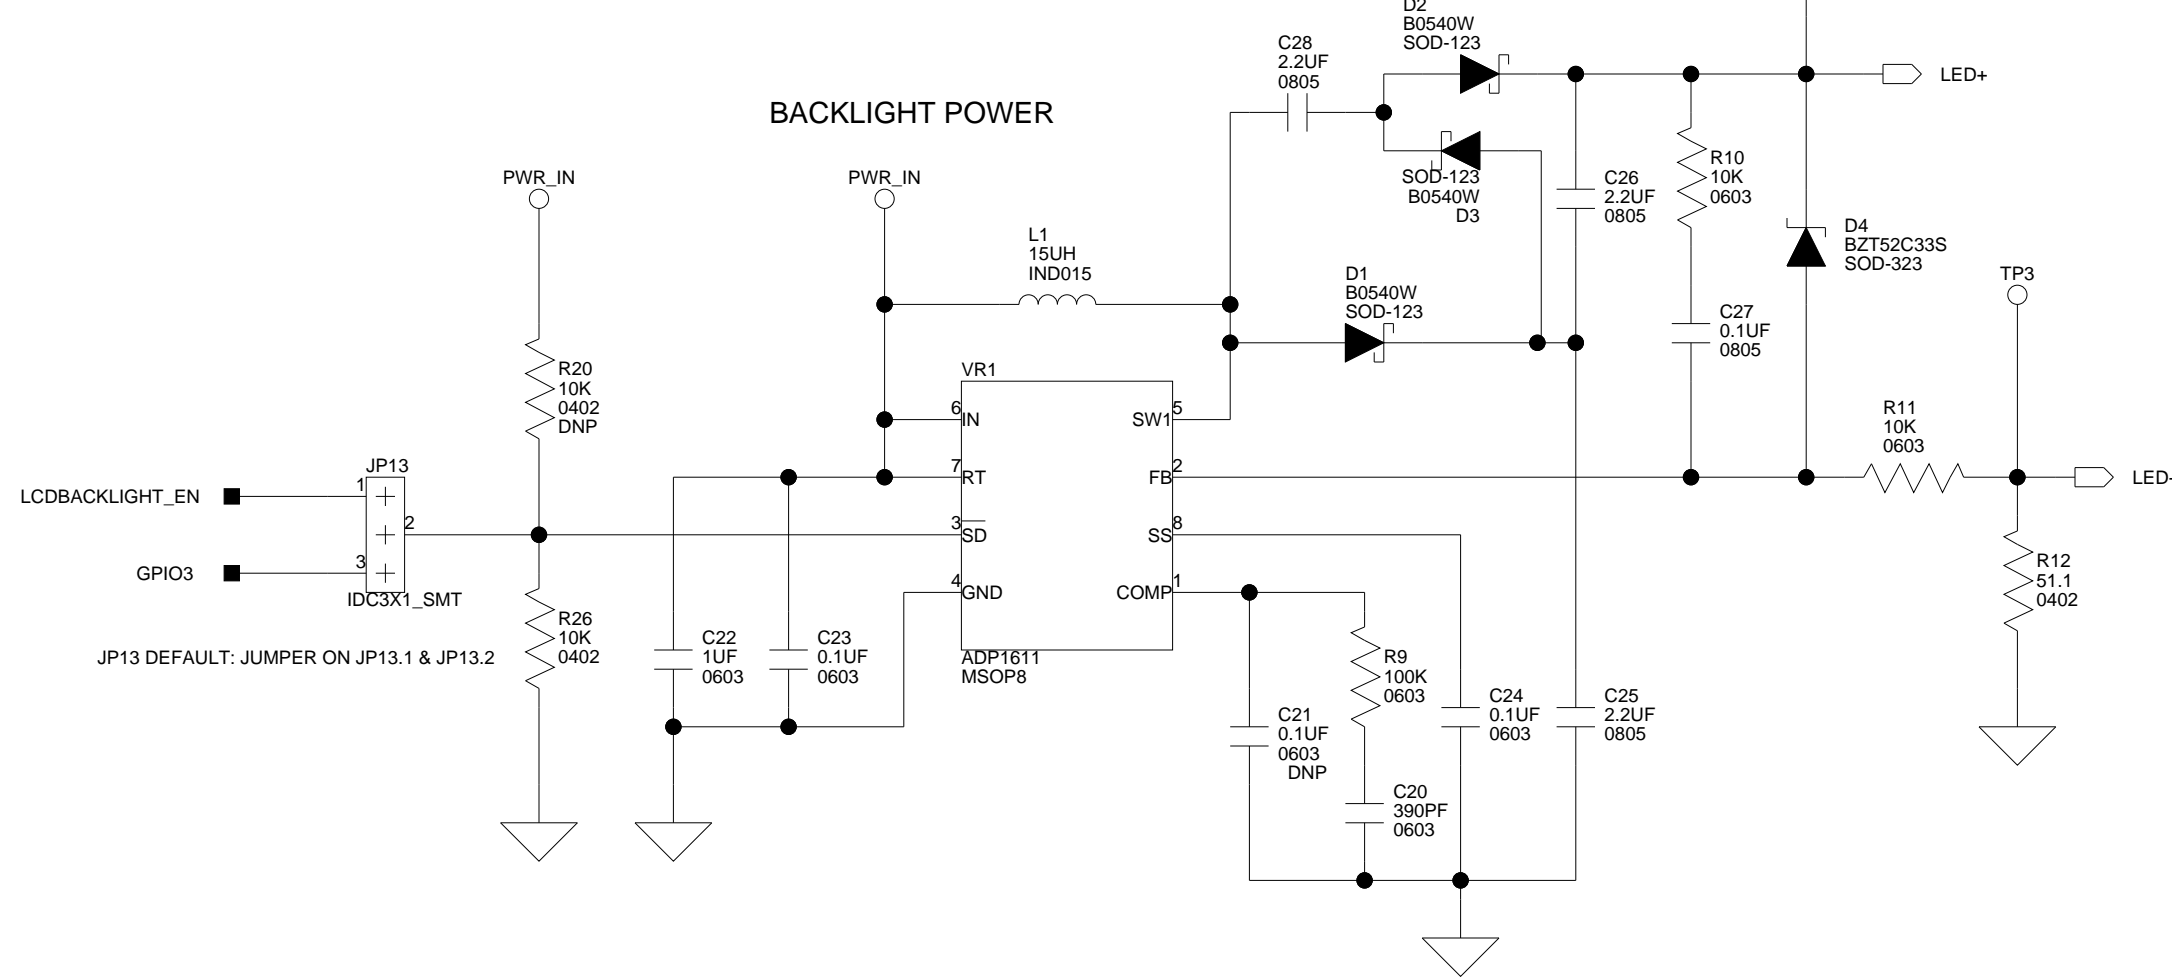 D2
B0540W
SOD-123
C28
2.2UF
0805
LED+
BACKLIGHT POWER
PWR_IN
PWR_IN
SOD-123
B0540W
D3
C26
2.2UF
0805
R10
10K
0603
L1
15UH
IND015
D1
B0540W
SOD-123
D4
BZT52C33S
SOD-323
TP3
C27
0.1UF
0805
R20
10K
0402
DNP
VR1
6
IN
SW1
5
7
RT
FB
2
3
SD
SS
8
4
GND
COMP
1
ADP1611
MSOP8
R11
10K
0603
LED-
JP13
1
2
3
IDC3X1_SMT
LCDBACKLIGHT_EN
GPIO3
JP13 DEFAULT: JUMPER ON JP13.1 & JP13.2
R26
10K
0402
C22
1UF
0603
C23
0.1UF
0603
R12
51.1
0402
R9
100K
0603
C21
0.1UF
0603
DNP
C24
0.1UF
0603
C25
2.2UF
0805
C20
390PF
0603